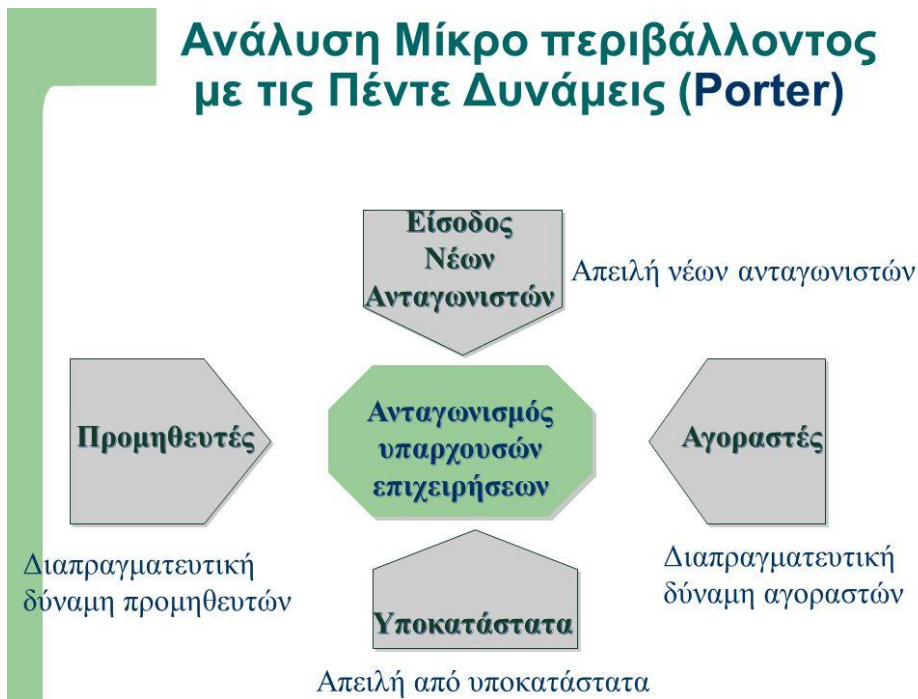 Ανάλυση Μίκρο περιβάλλοντος
με τις Πέντε Δυνάμεις (Porter)
Είσοδος
Νέων
Ανταγωνιστών
Απειλή νέων ανταγωνιστών
Προμηθευτές
Ανταγωνισμός
υπαρχουσών
επιχειρήσεων
Αγοραστές
Διαπραγματευτική
δύναμη προμηθευτών
Διαπραγματευτική
δύναμη αγοραστών
Υποκατάστατα
Απειλή από υποκατάστατα